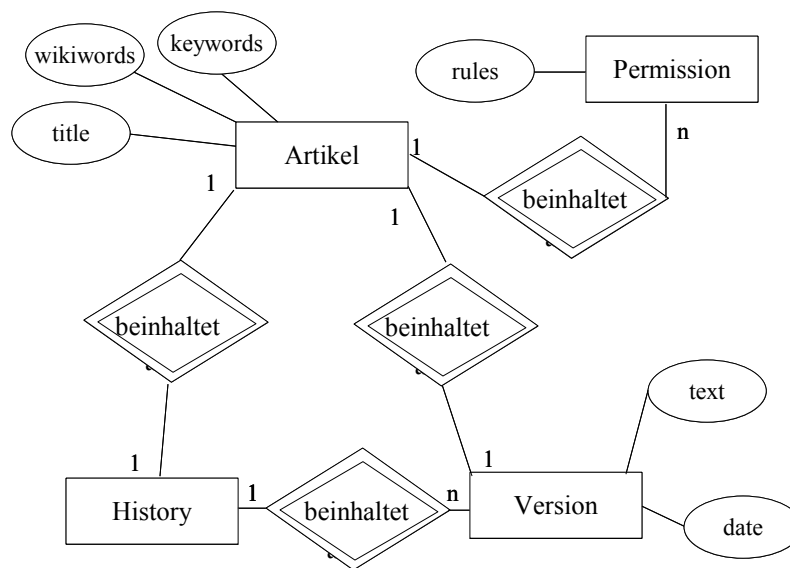 keywords
wikiwords
rules
Permission
title
Artikel
1
n
1
1
beinhaltet
beinhaltet
beinhaltet
text
1
1
1
n
History
beinhaltet
Version
date